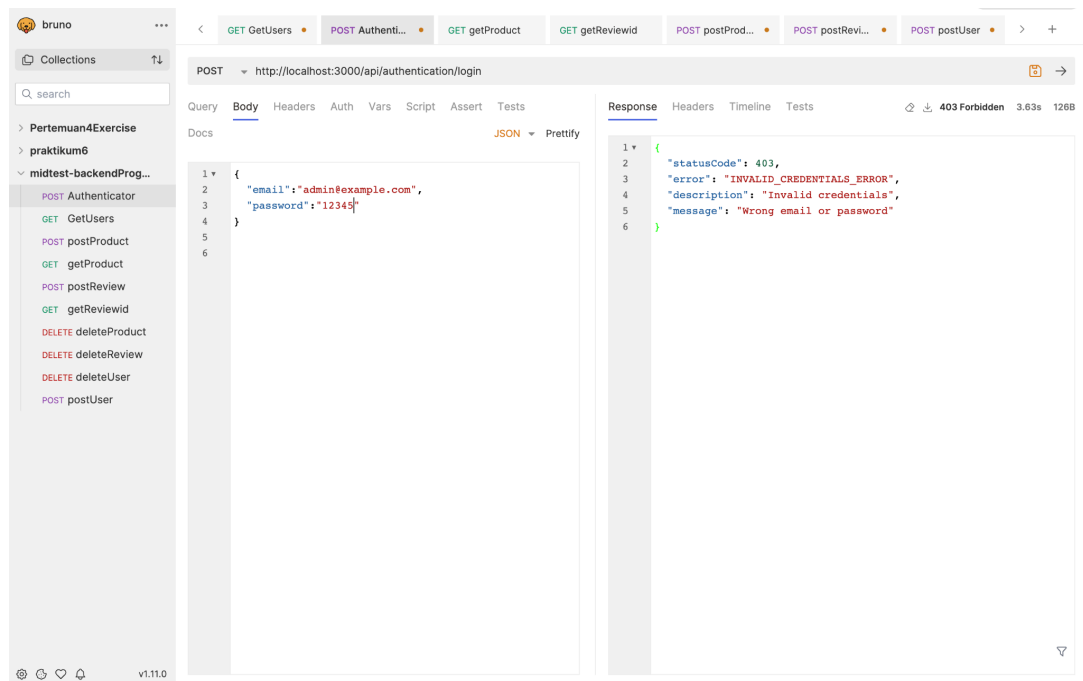 bruno
Collections
search
Pertemuan4Exercise
praktikum6
midtest-backendProg...
POST Authenticator
GET GetUsers
POST postProduct
GET getProduct
POST postReview
GET getReviewid
DELETE deleteProduct
DELETE deleteReview
DELETE deleteUser
POST postUser
v1.11.0
GET GetUsers
POST Authenti...
GET getProduct
GET getReviewid
POST postProd...
POST postRevi...
POST postUser
POST http://localhost:3000/api/authentication/login
Query Body Headers Auth Vars Script Assert Tests
Docs JSON Prettify
1 {
2 "email":"admin@example.com",
3 "password":"12345"
4 }
5
6
Response Headers Timeline Tests 403 Forbidden 3.63s 126B
1 {
2 "statusCode": 403,
3 "error": "INVALID_CREDENTIALS_ERROR",
4 "description": "Invalid credentials",
5 "message": "Wrong email or password"
6 }